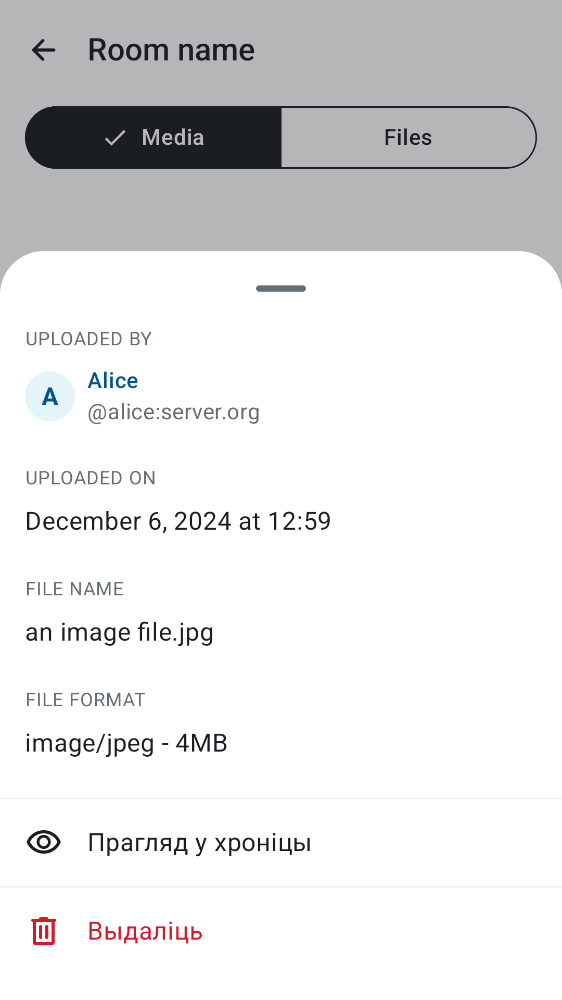 Room name
Media
Files
UPLOADED BY
A
Alice
@alice:server.org
UPLOADED ON
December 6, 2024 at 12:59
FILE NAME
an image file.jpg
FILE FORMAT
image/jpeg - 4MB
Прагляд у хроніцы
Выдаліць